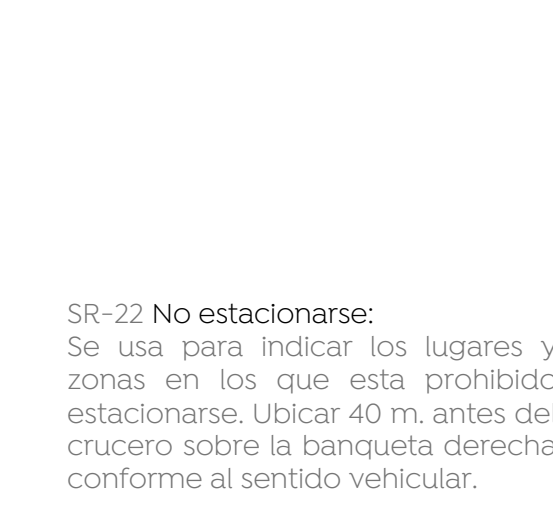 SR-22 No estacionarse:
Se usa para indicar los lugares y
zonas en los que esta prohibido
estacionarse. Ubicar 40 m. antes del
crucero sobre la banqueta derecha
conforme al sentido vehicular.